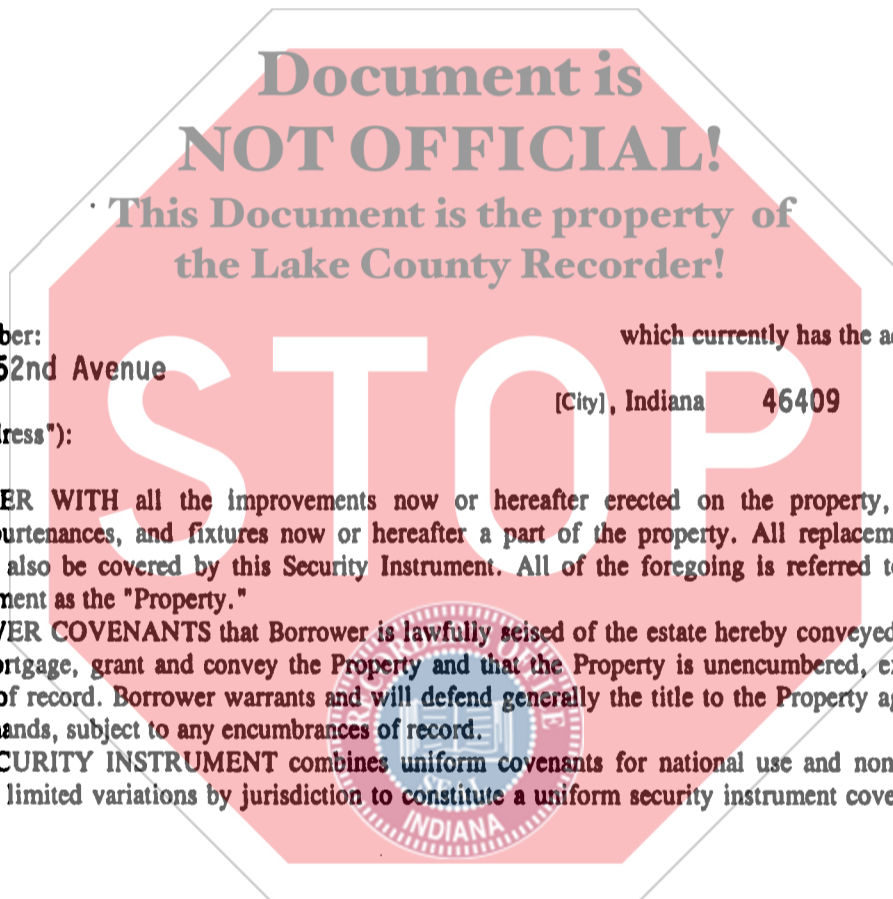 Document is
NOT OFFICIAL!
This Document is the property of
the Lake County Recorder!
ber: which currently has the a
52nd Avenue
[City], Indiana 46409
ress"):
STOP
ER WITH all the improvements now or hereafter erected on the property,
urtenances, and fixtures now or hereafter a part of the property. All replacem
also be covered by this Security Instrument. All of the foregoing is referred t
ment as the "Property."
ER COVENANTS that Borrower is lawfully seised of the estate hereby conveyed
rtgage, grant and convey the Property and that the Property is unencumbered, e
of record. Borrower warrants and will defend generally the title to the Property a
ands, subject to any encumbrances of record.
CURITY INSTRUMENT combines uniform covenants for national use and non
limited variations by jurisdiction to constitute a uniform security instrument cove
SEAL
INDIANA